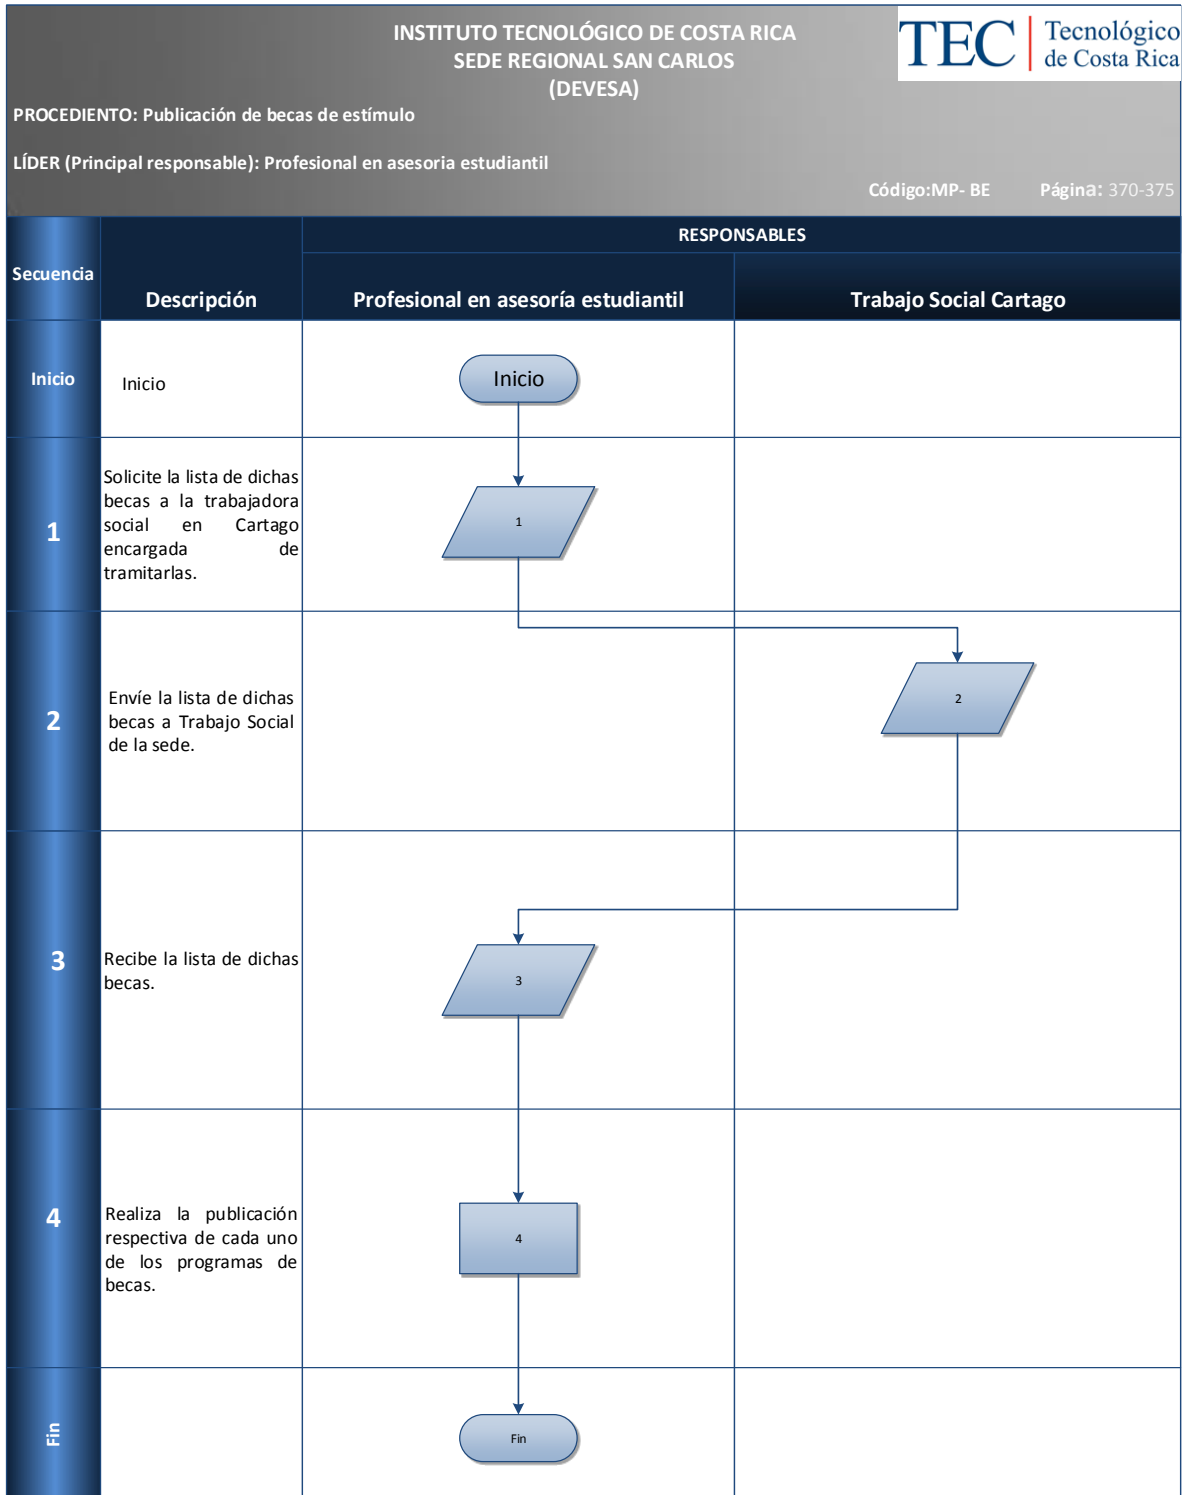 INSTITUTO TECNOLÓGICO DE COSTA RICA
SEDE REGIONAL SAN CARLOS
(DEVESA)
TEC
Tecnológico
de Costa Rica
PROCEDIENTO: Publicación de becas de estímulo
LÍDER (Principal responsable): Profesional en asesoria estudiantil
Código:MP- BE
Página: 370-375
Secuencia
Descripción
RESPONSABLES
Profesional en asesoría estudiantil
Trabajo Social Cartago
Inicio
Inicio
Inicio
1
Solicite la lista de dichas
becas a la trabajadora
social en Cartago
encargada de
tramitarlas.
1
2
Envíe la lista de dichas
becas a Trabajo Social
de la sede.
2
3
Recibe la lista de dichas
becas.
3
4
Realiza la publicación
respectiva de cada uno
de los programas de
becas.
4
Fin
Fin